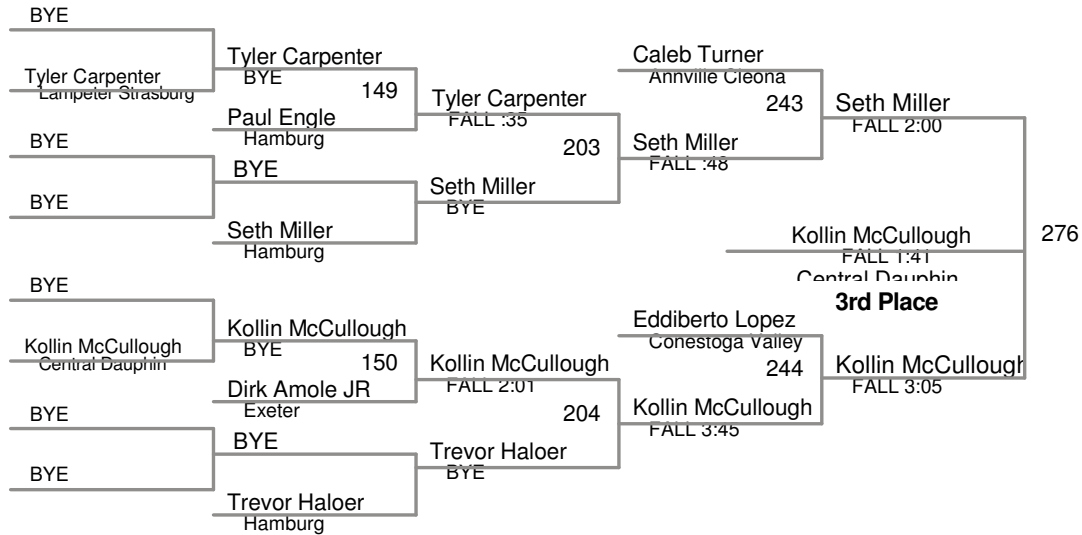 BYE
Tyler Carpenter
Lampeter Strasburg
BYE
BYE
BYE
Kollin McCullough
Central Dauphin
BYE
BYE
Tyler Carpenter
BYE
149
Paul Engle
Hamburg
BYE
Seth Miller
Hamburg
Kollin McCullough
BYE
150
Dirk Amole JR
Exeter
BYE
Trevor Haloer
Hamburg
Tyler Carpenter
FALL :35
203
Seth Miller
BYE
Kollin McCullough
FALL 2:01
204
Trevor Haloer
BYE
Caleb Turner
Annville Cleona
243
Seth Miller
FALL :48
Eddiberto Lopez
Conestoga Valley
244
Kollin McCullough
FALL 3:45
Seth Miller
FALL 2:00
Kollin McCullough
FALL 3:05
276
Kollin McCullough
FALL 1:41
Central Dauphin
3rd Place